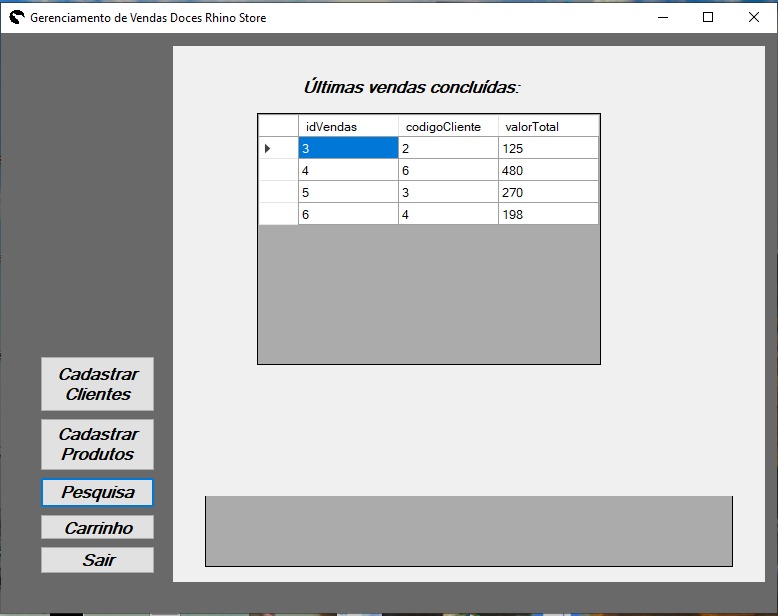 Gerenciamento de Vendas Doces Rhino Store
Últimas vendas concluídas:
idVendas codigoCliente valorTotal
3 2 125
4 6 480
5 3 270
6 4 198
Cadastrar
Clientes
Cadastrar
Produtos
Pesquisa
Carrinho
Sair